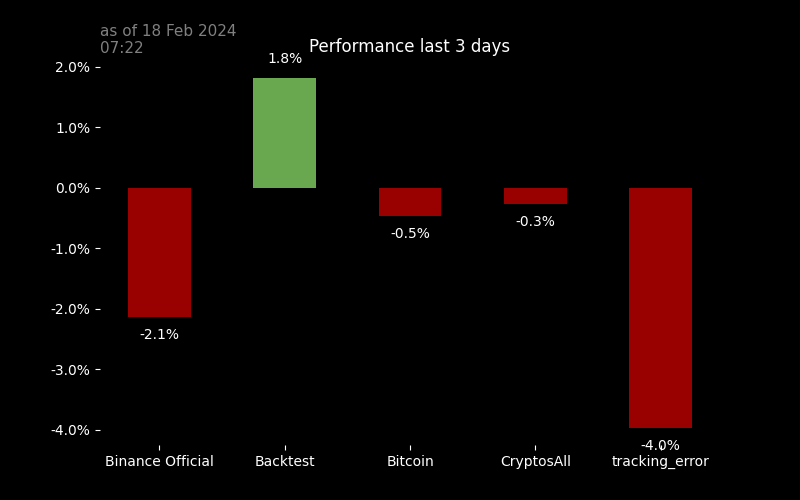 as of 18 Feb 2024
07:22
Performance last 3 days
2.0%
1.0%
0.0%
-1.0%
-2.0%
-3.0%
-4.0%
1.8%
-2.1%
-0.5%
-0.3%
-4.0%
Binance Official
Backtest
Bitcoin
CryptosAll
tracking_error